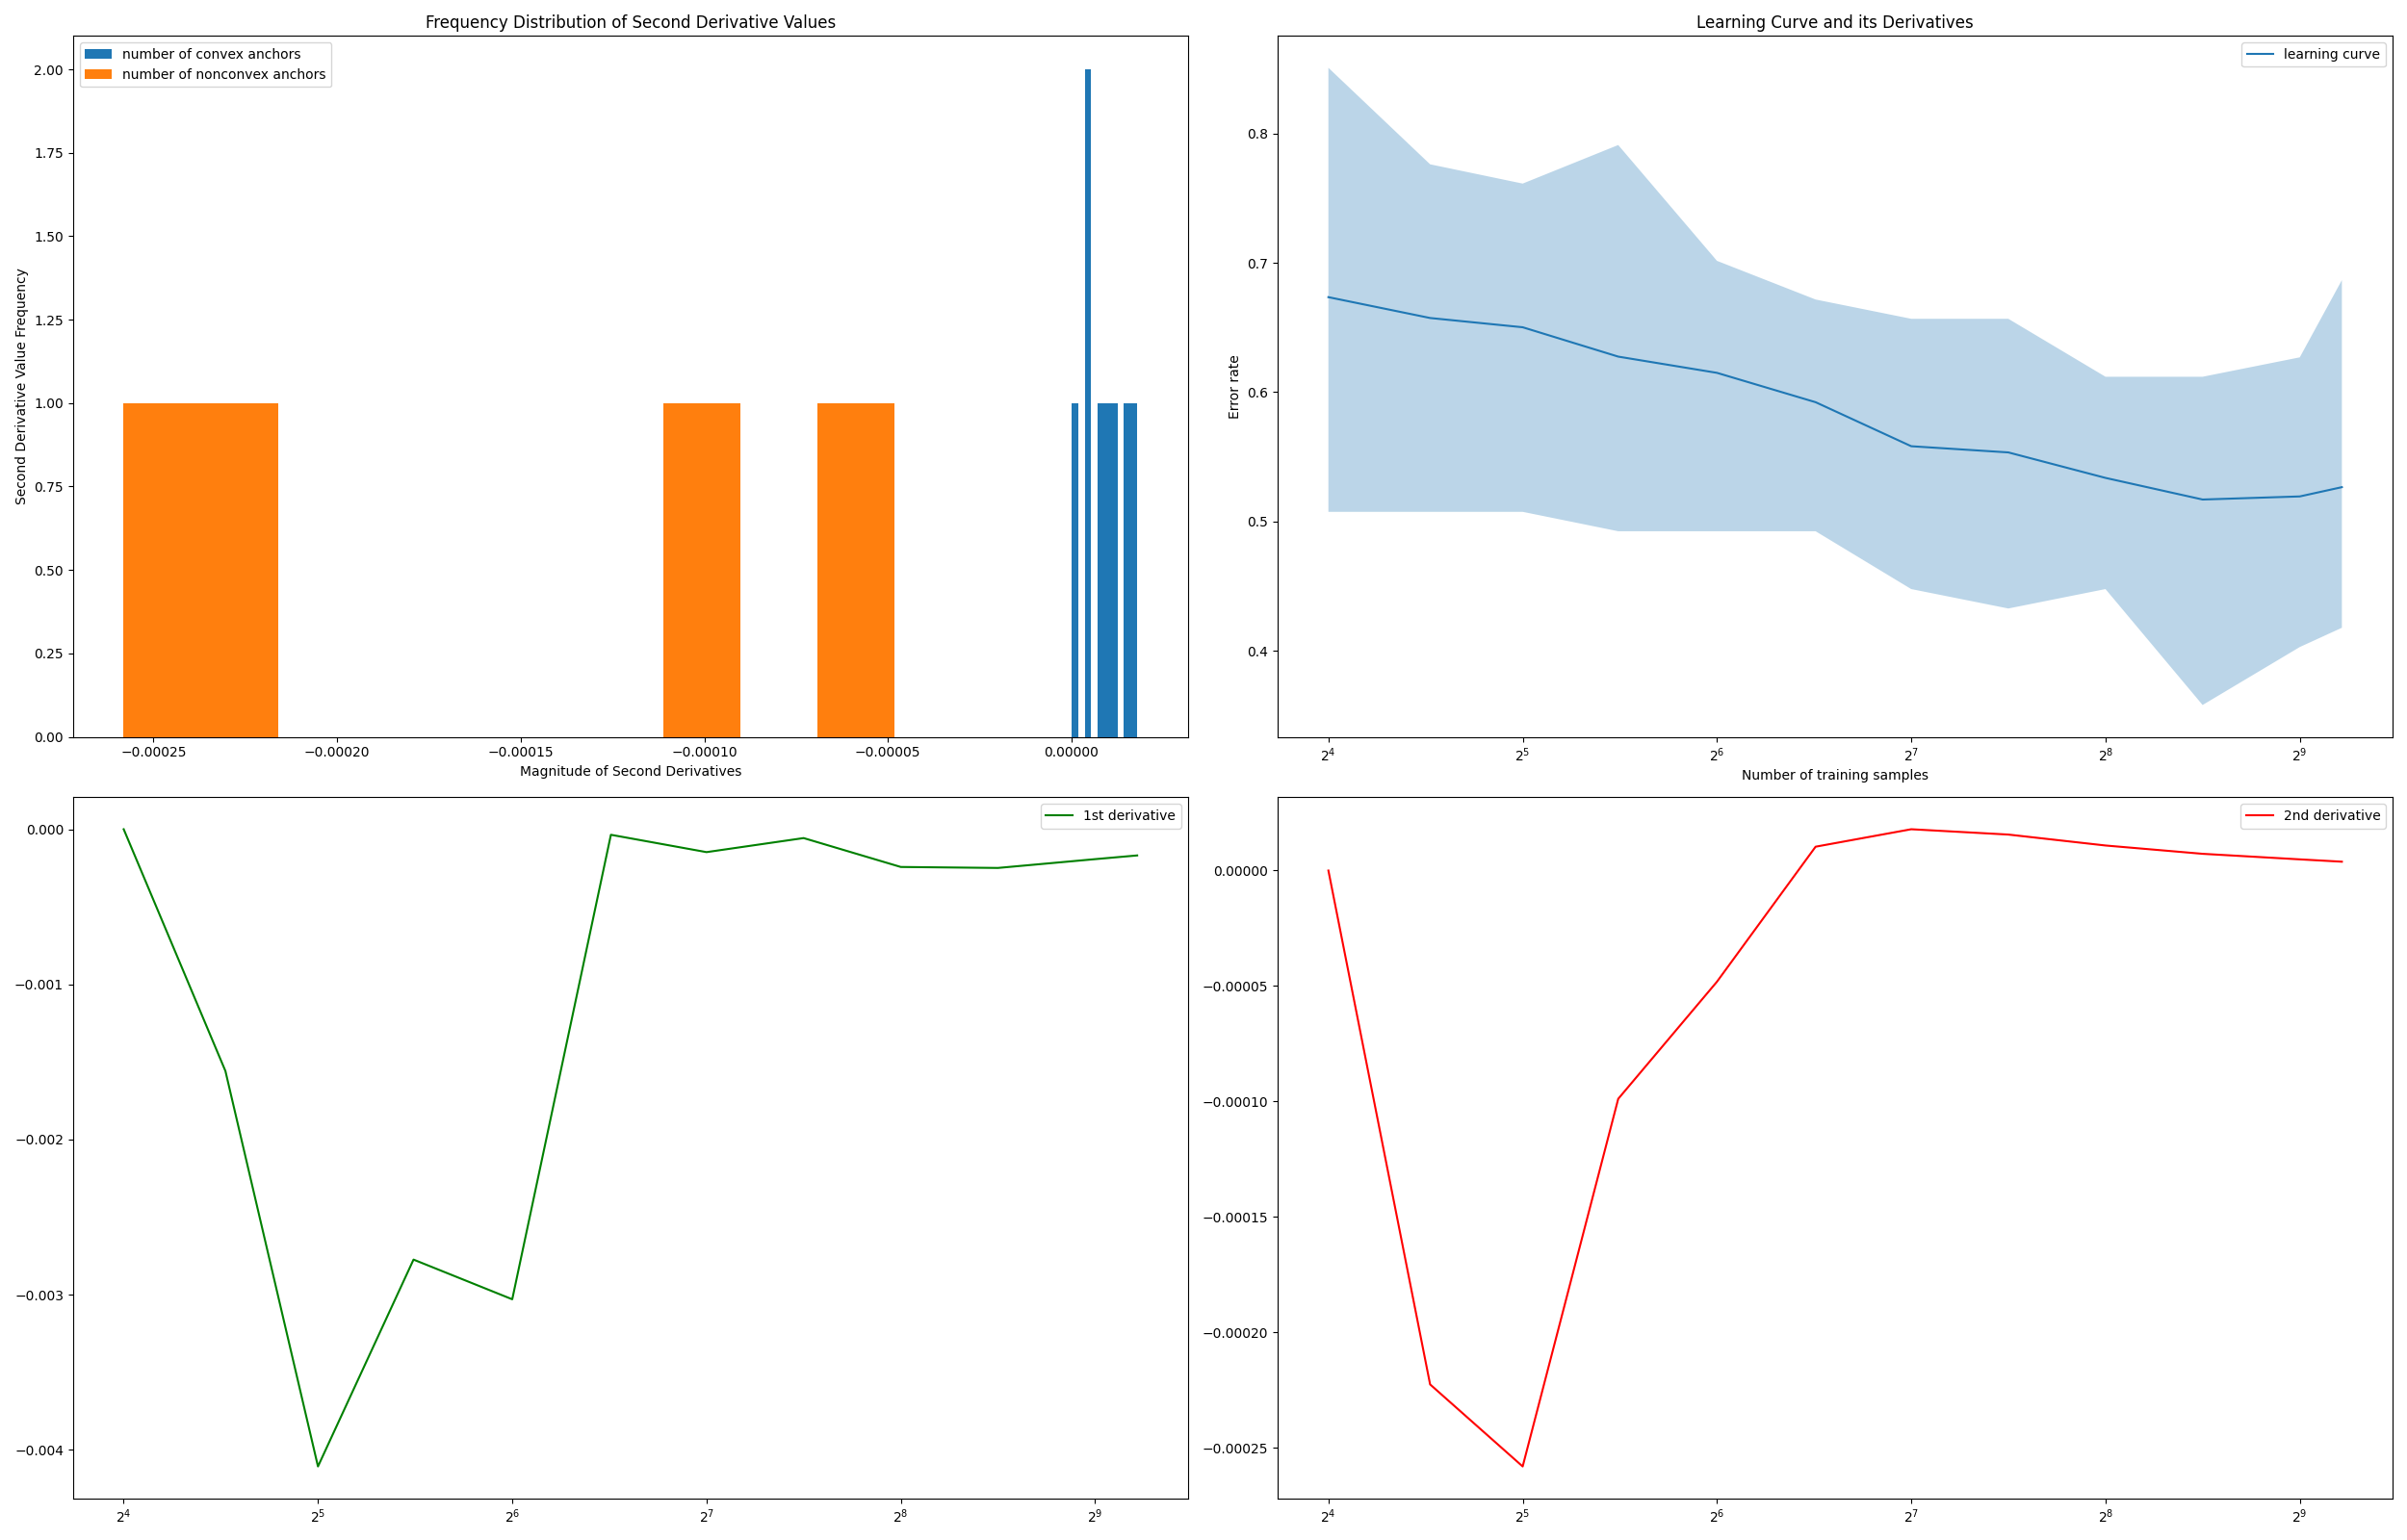 Frequency Distribution of Second Derivative Values
number of convex anchors
number of nonconvex anchors
Second Derivative Value Frequency
2.00
1.75
1.50
1.25
1.00
0.75
0.50
0.25
0.00
−0.00025 −0.00020 −0.00015 −0.00010 −0.00005 0.00000
Magnitude of Second Derivatives
Learning Curve and its Derivatives
learning curve
Error rate
0.8
0.7
0.6
0.5
0.4
2⁴ 2⁵ 2⁶ 2⁷ 2⁸ 2⁹
Number of training samples
1st derivative
0.000
−0.001
−0.002
−0.003
−0.004
2⁴ 2⁵ 2⁶ 2⁷ 2⁸ 2⁹
2nd derivative
0.00000
−0.00005
−0.00010
−0.00015
−0.00020
−0.00025
2⁴ 2⁵ 2⁶ 2⁷ 2⁸ 2⁹